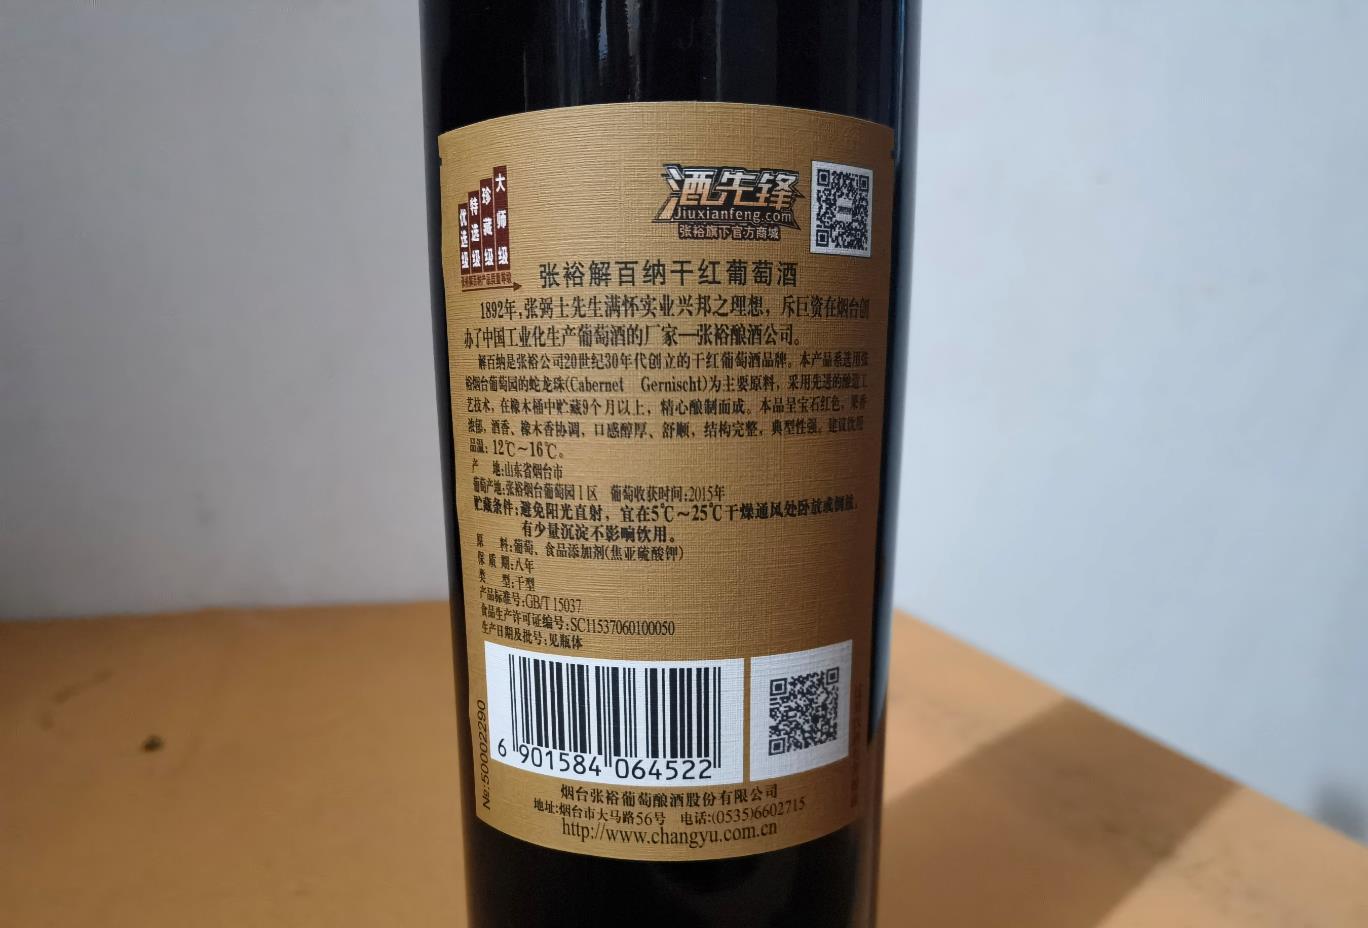 大师级
珍藏级
特选级
优选级
张裕解百纳产品质量等级
酒先锋
Jiuxianfeng.com
张裕旗下官方商城
张裕解百纳干红葡萄酒
1892年,张弼士先生满怀实业兴邦之理想，斥巨资在烟台创
办了中国工业化生产葡萄酒的厂家—张裕酿酒公司。
解百纳是张裕公司20世纪30年代创立的干红葡萄酒品牌。本产品系选用张
裕烟台葡萄园的蛇龙珠(Cabernet Gernischt)为主要原料，采用先进的酿造工
艺技术，在橡木桶中贮藏9个月以上，精心酿制而成。本品呈宝石红色，果香
浓郁，酒香、橡木香协调，口感醇厚、舒顺，结构完整，典型性强。建议饮用
品温：12℃～16℃。
产 地:山东省烟台市
葡萄产地:张裕烟台葡萄园I区 葡萄收获时间:2015年
贮藏条件:避免阳光直射，宜在5℃～25℃干燥通风处卧放或倒放，
有少量沉淀不影响饮用。
原 料:葡萄、食品添加剂(焦亚硫酸钾)
保 质 期:八年
类 型:干型
产品标准号:GB/T 15037
食品生产许可证编号:SC11537060100050
生产日期及批号:见瓶体
6 901584 064522
№:50002290
烟台张裕葡萄酿酒股份有限公司
地址:烟台市大马路56号 电话:(0535)6602715
http://www.changyu.com.cn